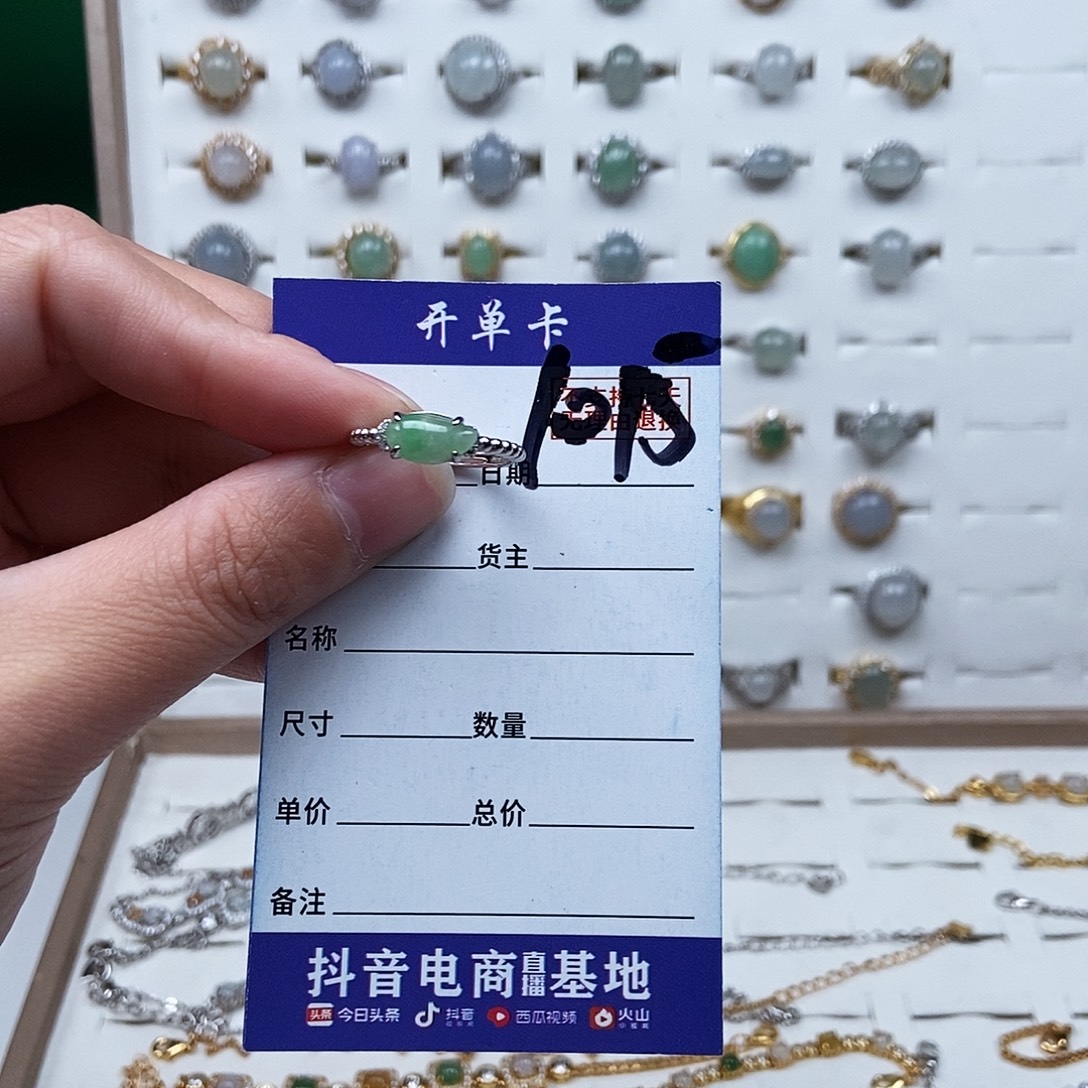 开单卡
日期
货主
名称
尺寸 数量
单价 总价
备注
抖音电商直播基地
头条 今日头条 抖音 西瓜视频 火山